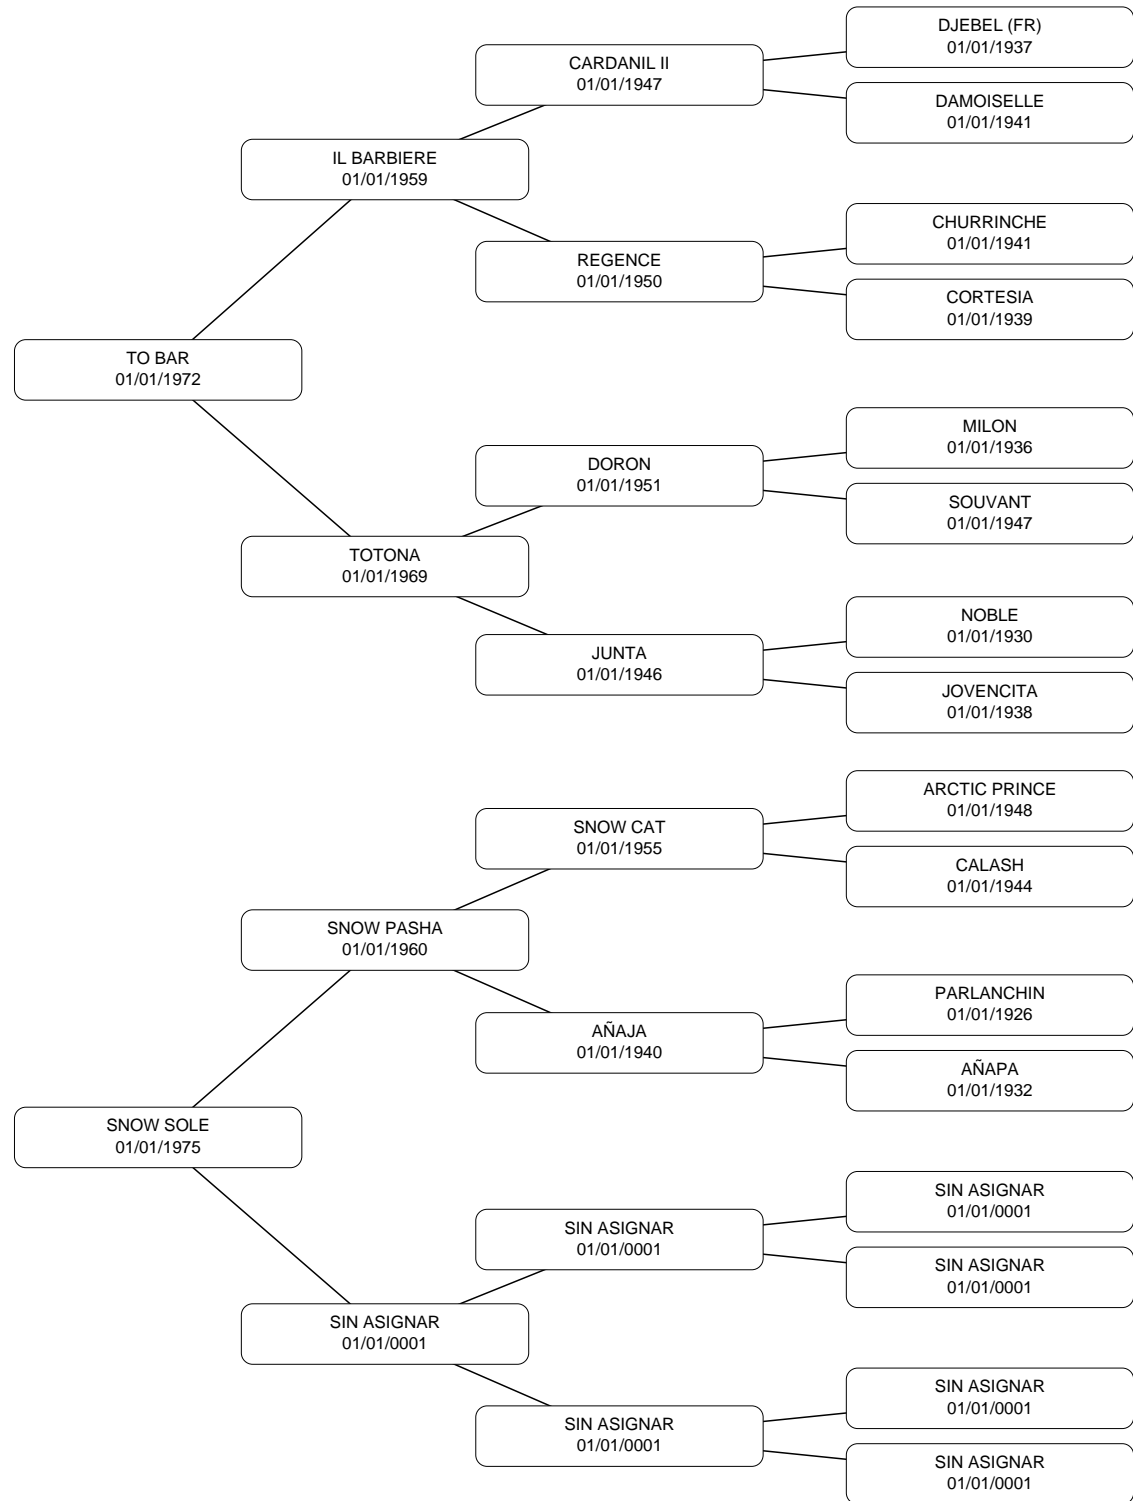 DJEBEL (FR)
01/01/1937
CARDANIL II
01/01/1947
DAMOISELLE
01/01/1941
IL BARBIERE
01/01/1959
CHURRINCHE
01/01/1941
REGENCE
01/01/1950
CORTESIA
01/01/1939
TO BAR
01/01/1972
MILON
01/01/1936
DORON
01/01/1951
SOUVANT
01/01/1947
TOTONA
01/01/1969
NOBLE
01/01/1930
JUNTA
01/01/1946
JOVENCITA
01/01/1938
ARCTIC PRINCE
01/01/1948
SNOW CAT
01/01/1955
CALASH
01/01/1944
SNOW PASHA
01/01/1960
PARLANCHIN
01/01/1926
AÑAJA
01/01/1940
AÑAPA
01/01/1932
SNOW SOLE
01/01/1975
SIN ASIGNAR
01/01/0001
SIN ASIGNAR
01/01/0001
SIN ASIGNAR
01/01/0001
SIN ASIGNAR
01/01/0001
SIN ASIGNAR
01/01/0001
SIN ASIGNAR
01/01/0001
SIN ASIGNAR
01/01/0001